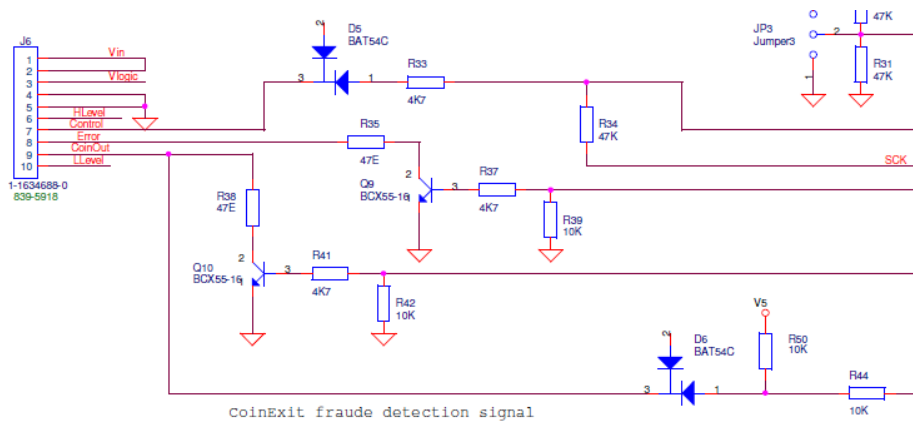 47K
JP3
Jumper3
2
1
R31
47K
J6
1
2
3
4
5
6
7
8
9
10
Vin
Vlogic
HLevel
Control
Error
CoinOut
LLevel
1-1634688-0
839-5918
2
D5
BAT54C
3
1
R33
4K7
R34
47K
SCK
R35
47E
Q9
BCX55-16
2
1
3
R37
4K7
R39
10K
R38
47E
Q10
BCX55-16
2
1
3
R41
4K7
R42
10K
2
D6
BAT54C
3
1
V5
R50
10K
R44
10K
CoinExit fraude detection signal